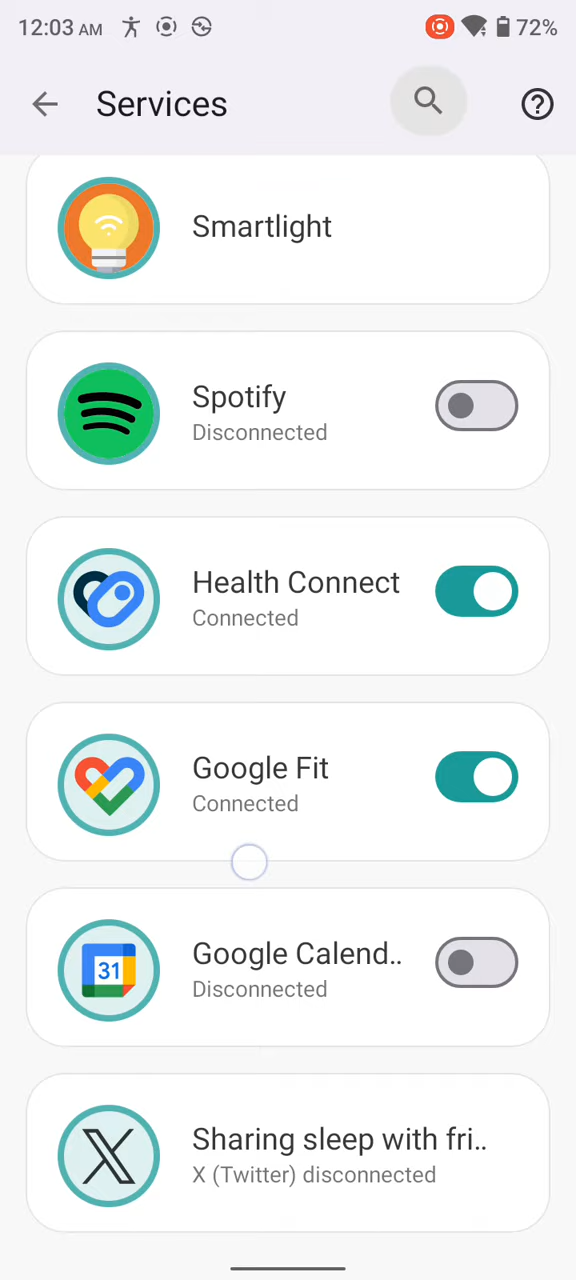 12:03 AM
72%
Services
Smartlight
Spotify
Disconnected
Health Connect
Connected
Google Fit
Connected
31
Google Calend..
Disconnected
Sharing sleep with fri..
X (Twitter) disconnected